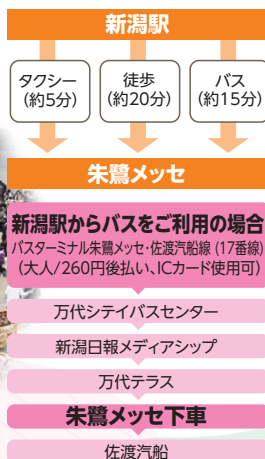 新潟駅
タクシー
(約5分)
徒歩
(約20分)
バス
(約15分)
朱鷺メッセ
新潟駅からバスをご利用の場合
バスターミナル朱鷺メッセ・佐渡汽船線 (17番線)
(大人/260円後払い、ICカード使用可)
万代シテイバスセンター
新潟日報メディアシップ
万代テラス
朱鷺メッセ下車
佐渡汽船